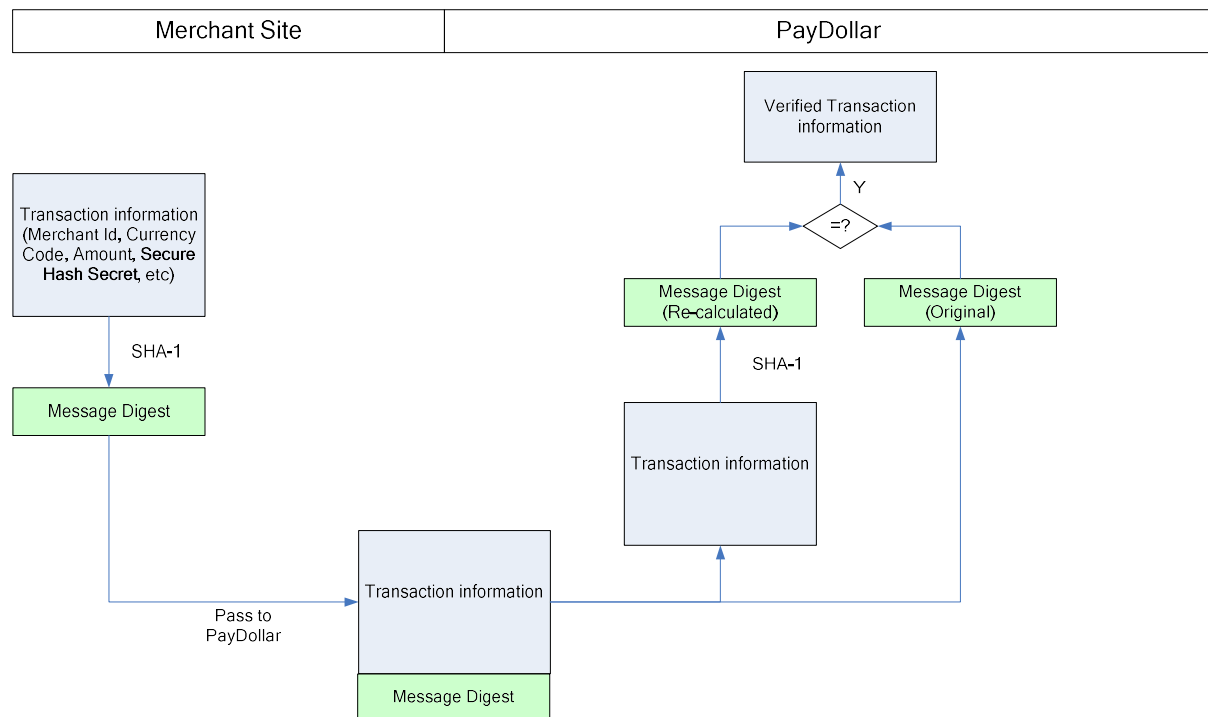 Merchant Site
PayDollar
Verified Transaction
information
Y
=?
Transaction information
(Merchant Id, Currency
Code, Amount, Secure
Hash Secret, etc)
SHA-1
Message Digest
Message Digest
(Re-calculated)
Message Digest
(Original)
SHA-1
Transaction information
Transaction information
Pass to
PayDollar
Message Digest